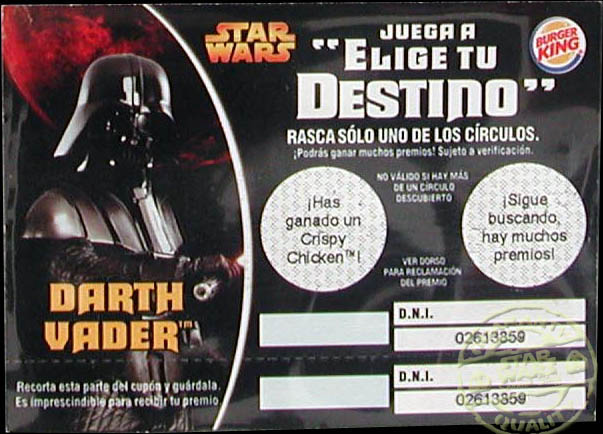 STAR
WARS
JUEGA A
"ELIGE TU
DESTINO"
BURGER
KING
RASCA SÓLO UNO DE LOS CÍRCULOS.
¡Podrás ganar muchos premios! Sujeto a verificación.
¡Has
ganado un
Crispy
Chicken™!
NO VÁLIDO SI HAY MÁS
DE UN CÍRCULO
DESCUBIERTO
¡Sigue
buscando,
hay muchos
premios!
VER DORSO
PARA RECLAMACIÓN
DEL PREMIO
DARTH
VADER™
D.N.I.
02613859
Recorta esta parte del cupón y guárdala.
Es imprescindible para recibir tu premio
D.N.I.
02613859
STAR